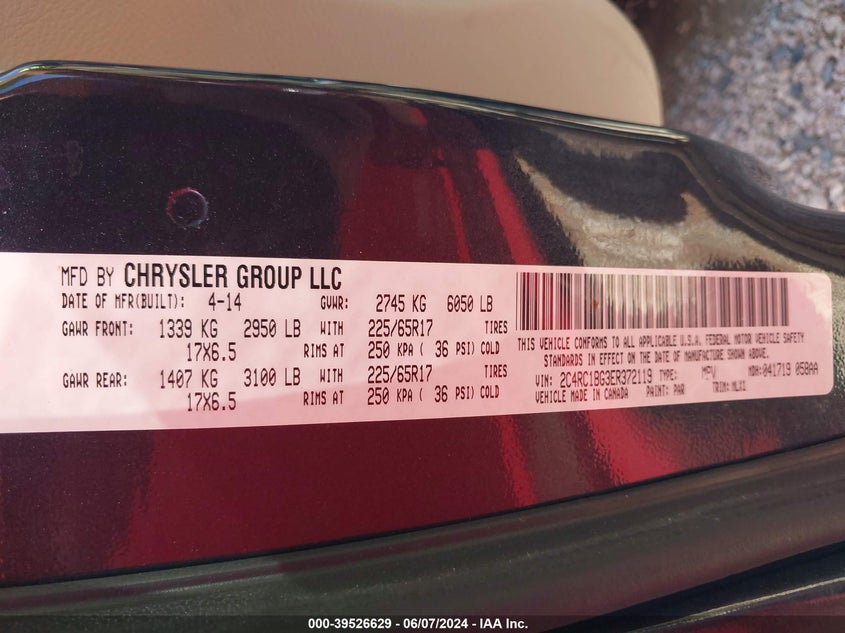 MFD BY CHRYSLER GROUP LLC
DATE OF MFR(BUILT): 4-14 GVWR: 2745 KG 6050 LB
GAWR FRONT: 1339 KG 2950 LB WITH 225/65R17 TIRES
17X6.5 RIMS AT 250 KPA ( 36 PSI) COLD
GAWR REAR: 1407 KG 3100 LB WITH 225/65R17 TIRES
17X6.5 RIMS AT 250 KPA ( 36 PSI) COLD
THIS VEHICLE CONFORMS TO ALL APPLICABLE U.S.A. FEDERAL MOTOR VEHICLE SAFETY
STANDARDS IN EFFECT ON THE DATE OF MANUFACTURE SHOWN ABOVE.
VIN: 2C4RC1BG3ER372119 TYPE: MPV MDH: 041719 05BAA
VEHICLE MADE IN CANADA PAINT: PAR TRIM:
000-39526629 - 06/07/2024 - IAA Inc.